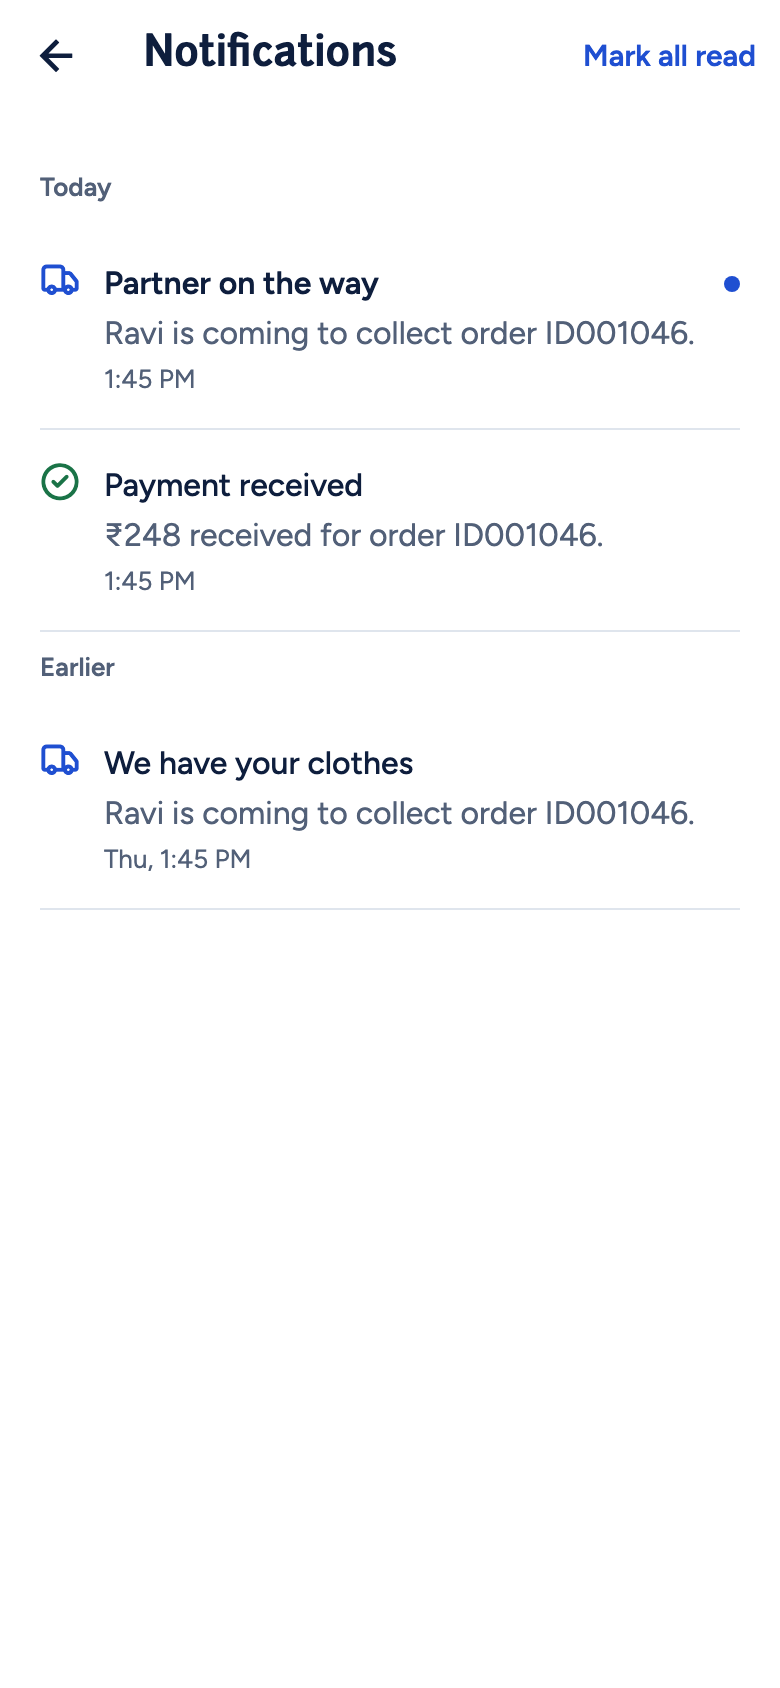 Notifications
Mark all read
Today
Partner on the way
Ravi is coming to collect order ID001046.
1:45 PM
Payment received
₹248 received for order ID001046.
1:45 PM
Earlier
We have your clothes
Ravi is coming to collect order ID001046.
Thu, 1:45 PM